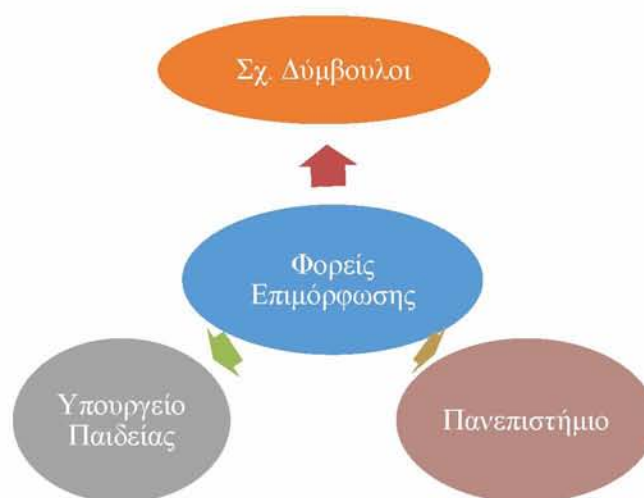 Σχ. Δύμβουλοι
Φορείς
Επιμόρφωσης
Υπουργείο
Παιδείας
Πανεπιστήμιο